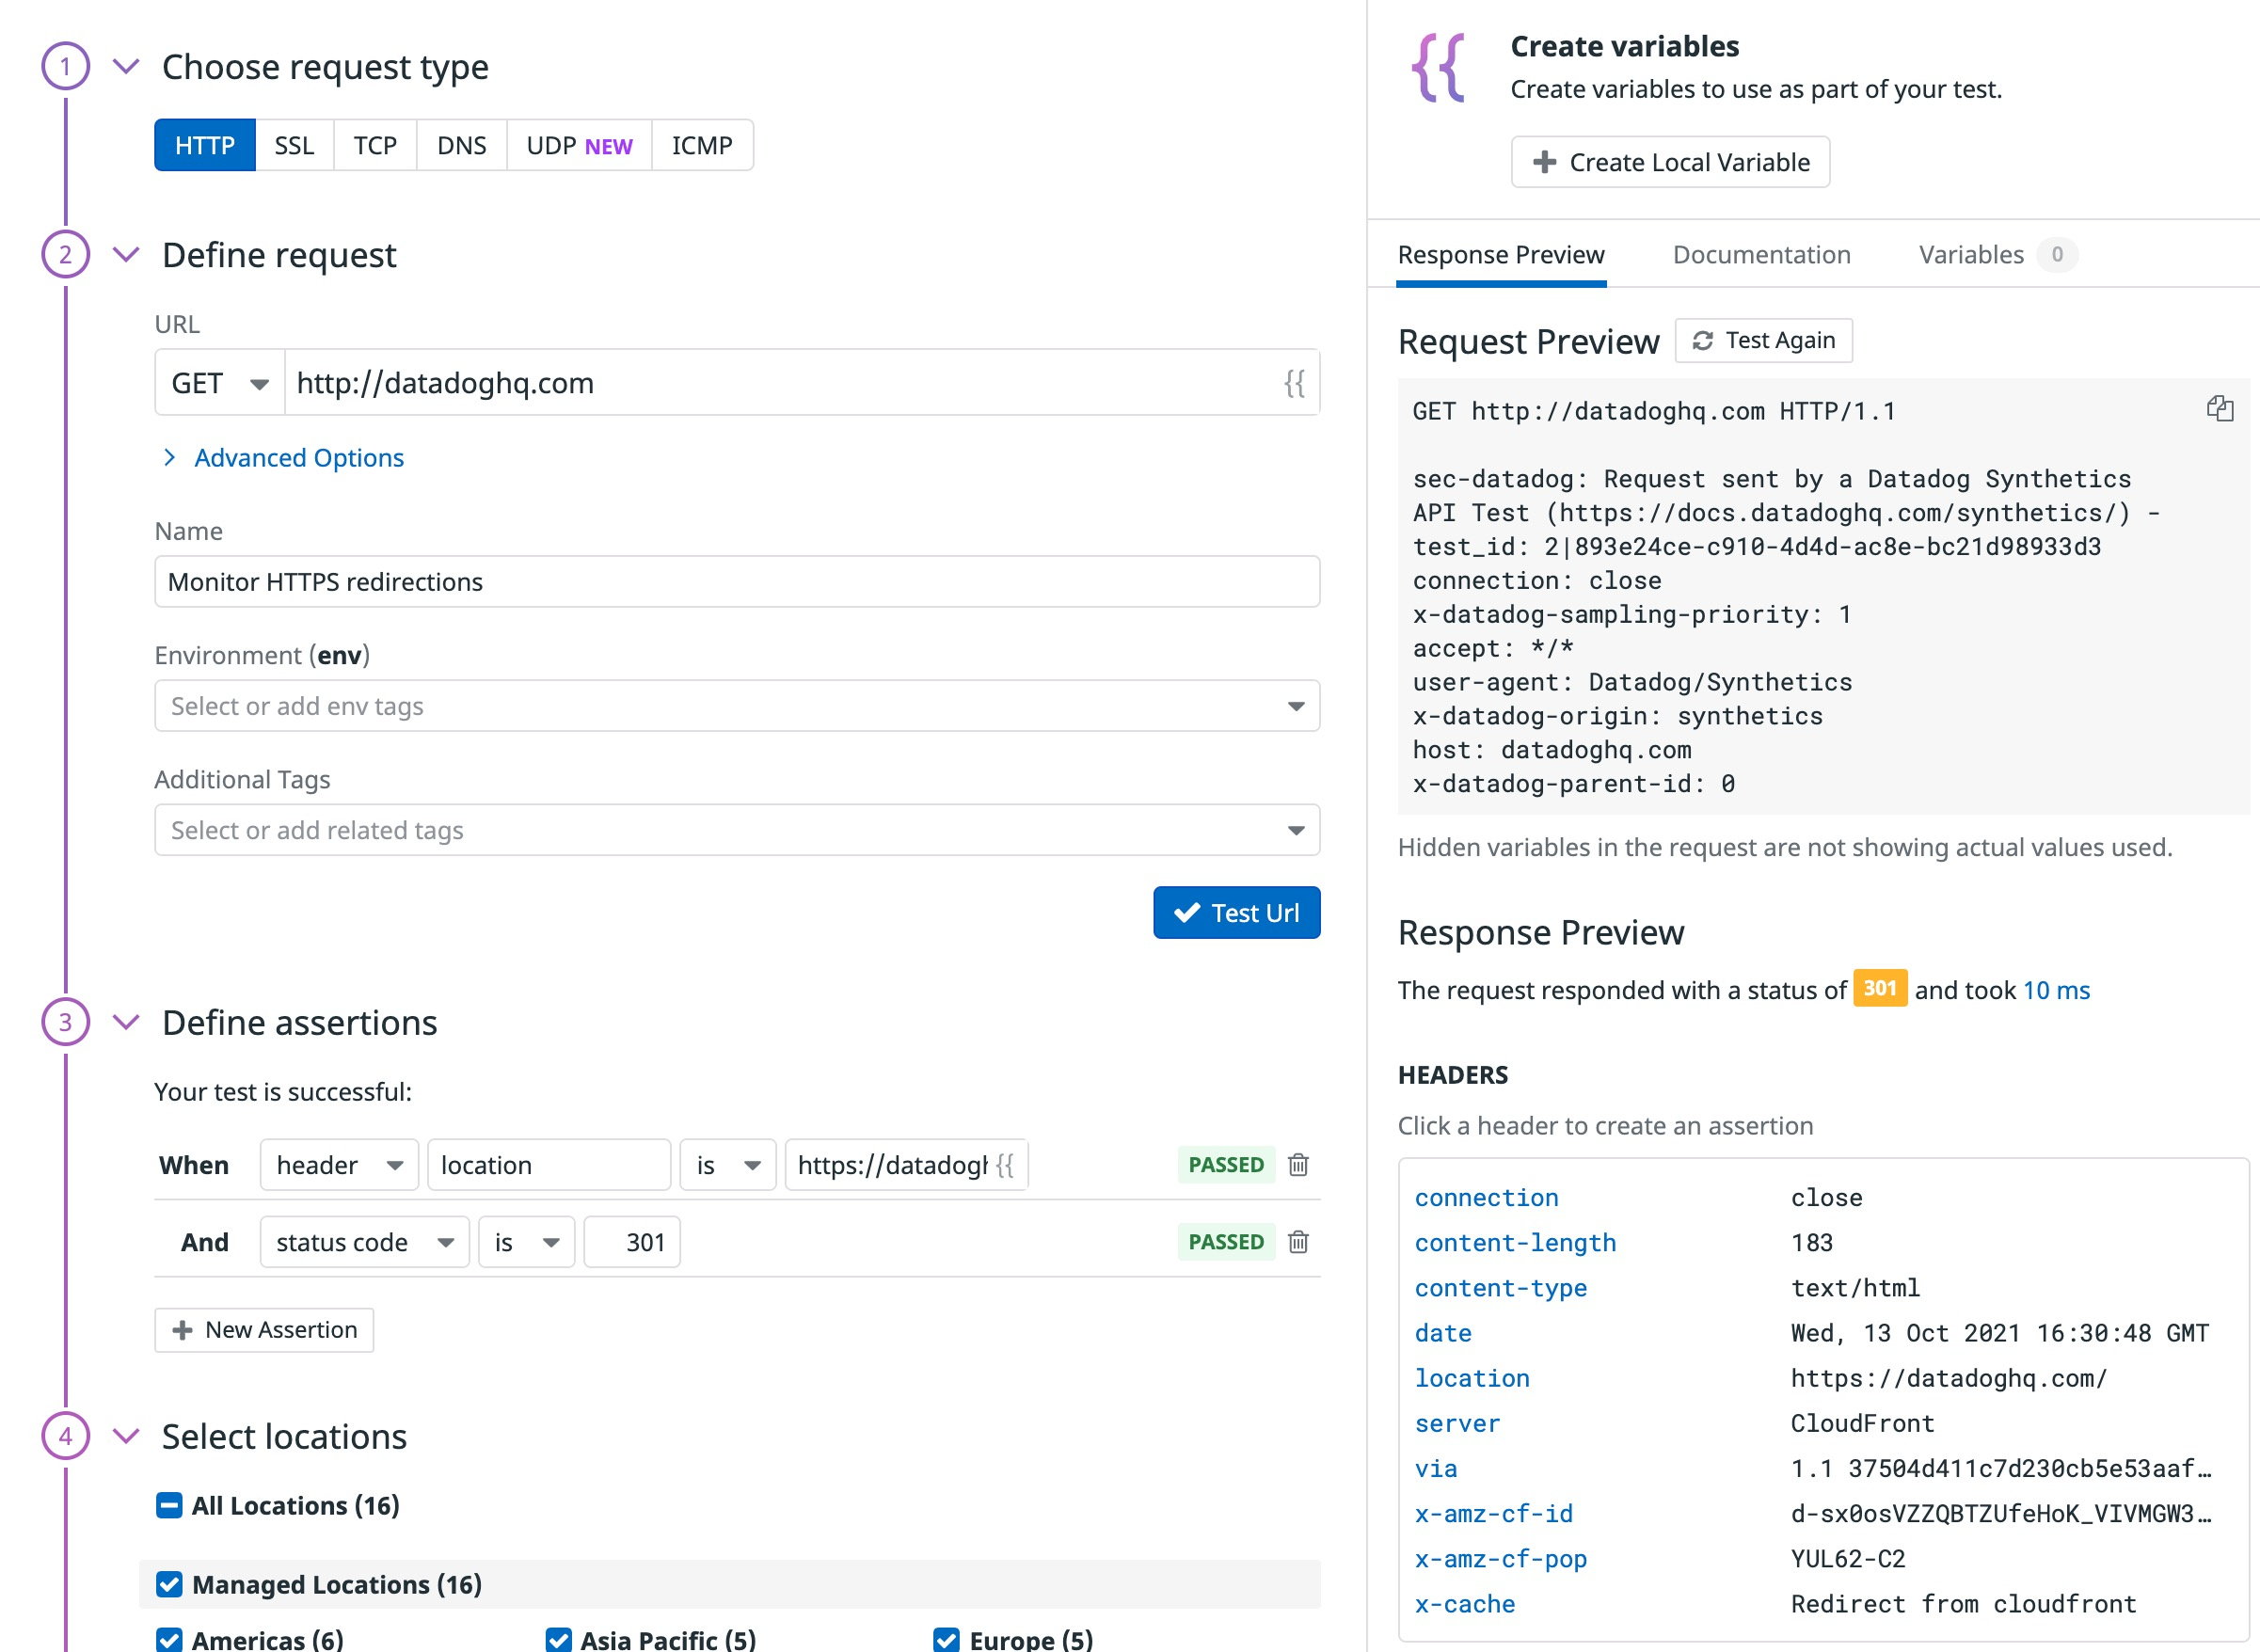 1
Choose request type
HTTP
SSL
TCP
DNS
UDP NEW
ICMP
2
Define request
URL
GET
http://datadoghq.com
{{
Advanced Options
Name
Monitor HTTPS redirections
Environment (env)
Select or add env tags
Additional Tags
Select or add related tags
Test Url
3
Define assertions
Your test is successful:
When header location is https://datadogh {{ PASSED
And status code is 301 PASSED
New Assertion
4
Select locations
All Locations (16)
Managed Locations (16)
Americas (6) Asia Pacific (5) Europe (5)
{{
Create variables
Create variables to use as part of your test.
Create Local Variable
Response Preview
Documentation
Variables 0
Request Preview
Test Again
GET http://datadoghq.com HTTP/1.1
sec-datadog: Request sent by a Datadog Synthetics
API Test (https://docs.datadoghq.com/synthetics/) -
test_id: 2|893e24ce-c910-4d4d-ac8e-bc21d98933d3
connection: close
x-datadog-sampling-priority: 1
accept: */*
user-agent: Datadog/Synthetics
x-datadog-origin: synthetics
host: datadoghq.com
x-datadog-parent-id: 0
Hidden variables in the request are not showing actual values used.
Response Preview
The request responded with a status of 301 and took 10 ms
HEADERS
Click a header to create an assertion
connection close
content-length 183
content-type text/html
date Wed, 13 Oct 2021 16:30:48 GMT
location https://datadoghq.com/
server CloudFront
via 1.1 37504d411c7d230cb5e53aaf…
x-amz-cf-id d-sx0osVZZQBTZUfeHoK_VIVMGW3…
x-amz-cf-pop YUL62-C2
x-cache Redirect from cloudfront